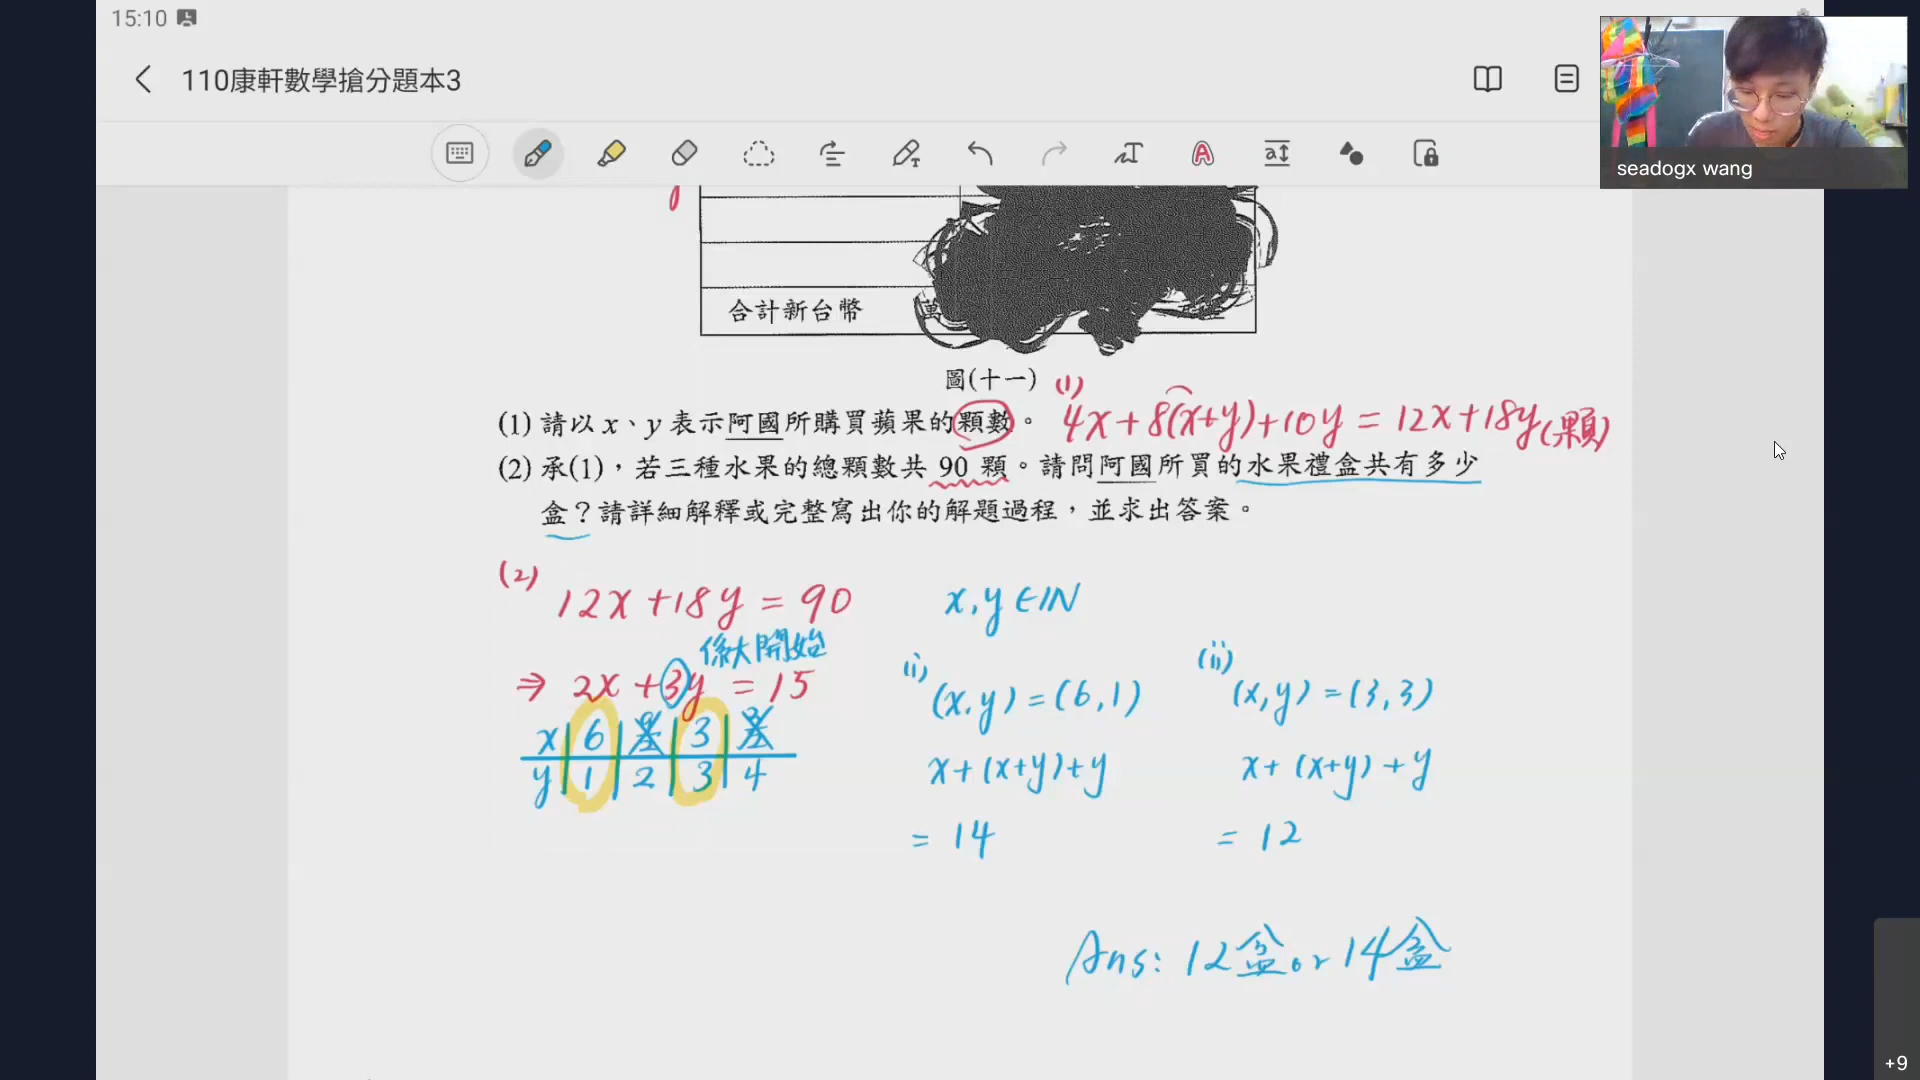 15:10
110康軒數學搶分題本3
seadogx wang
合計新台幣 萬
圖(十一)
(1) 請以 x、y 表示阿國所購買蘋果的顆數。
(1) 4x+8(x+y)+10y=12x+18y(顆)
(2) 承(1),若三種水果的總顆數共 90 顆。請問阿國所買的水果禮盒共有多少
盒?請詳細解釋或完整寫出你的解題過程,並求出答案。
(2)
12x+18y=90
x,y∈IN
係大開始
⇒ 2x+3y=15
x 6 3
y 1 2 3 4
(i)
(x,y)=(6,1)
x+(x+y)+y
= 14
(ii)
(x,y)=(3,3)
x+(x+y)+y
= 12
Ans: 12盒or14盒
+9